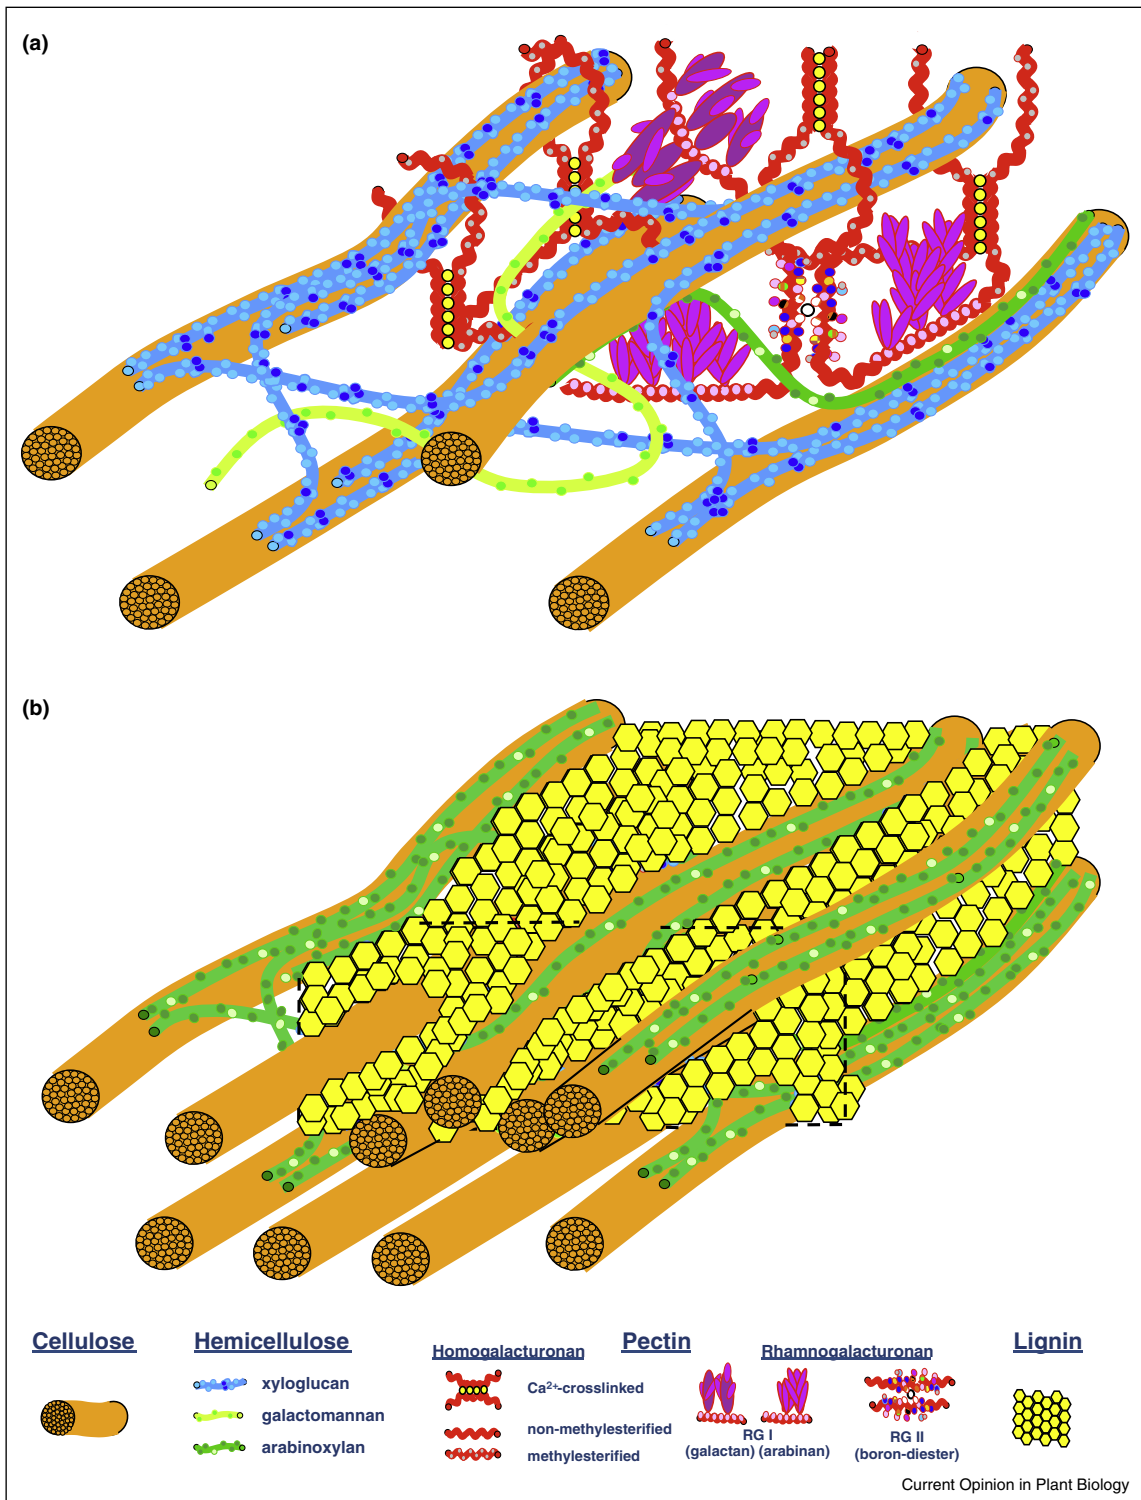 (a)
(b)
Cellulose
Hemicellulose
xyloglucan
galactomannan
arabinoxylan
Pectin
Homogalacturonan
Ca²⁺-crosslinked
non-methylesterified
methylesterified
Rhamnogalacturonan
RG I
(galactan) (arabinan)
RG II
(boron-diester)
Lignin
Current Opinion in Plant Biology